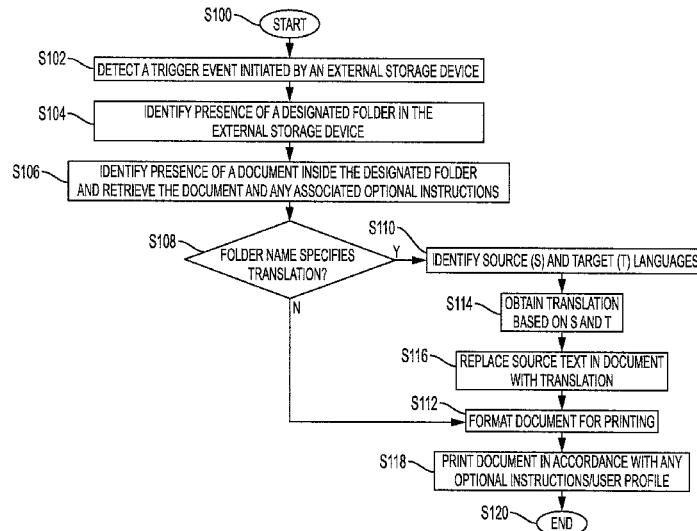 S100
START
S102
DETECT A TRIGGER EVENT INITIATED BY AN EXTERNAL STORAGE DEVICE
S104
IDENTIFY PRESENCE OF A DESIGNATED FOLDER IN THE
EXTERNAL STORAGE DEVICE
S106
IDENTIFY PRESENCE OF A DOCUMENT INSIDE THE DESIGNATED FOLDER
AND RETRIEVE THE DOCUMENT AND ANY ASSOCIATED OPTIONAL INSTRUCTIONS
S108
FOLDER NAME SPECIFIES
TRANSLATION?
Y
N
S110
IDENTIFY SOURCE (S) AND TARGET (T) LANGUAGES
S114
OBTAIN TRANSLATION
BASED ON S AND T
S116
REPLACE SOURCE TEXT IN DOCUMENT
WITH TRANSLATION
S112
FORMAT DOCUMENT FOR PRINTING
S118
PRINT DOCUMENT IN ACCORDANCE WITH ANY
OPTIONAL INSTRUCTIONS/USER PROFILE
S120
END